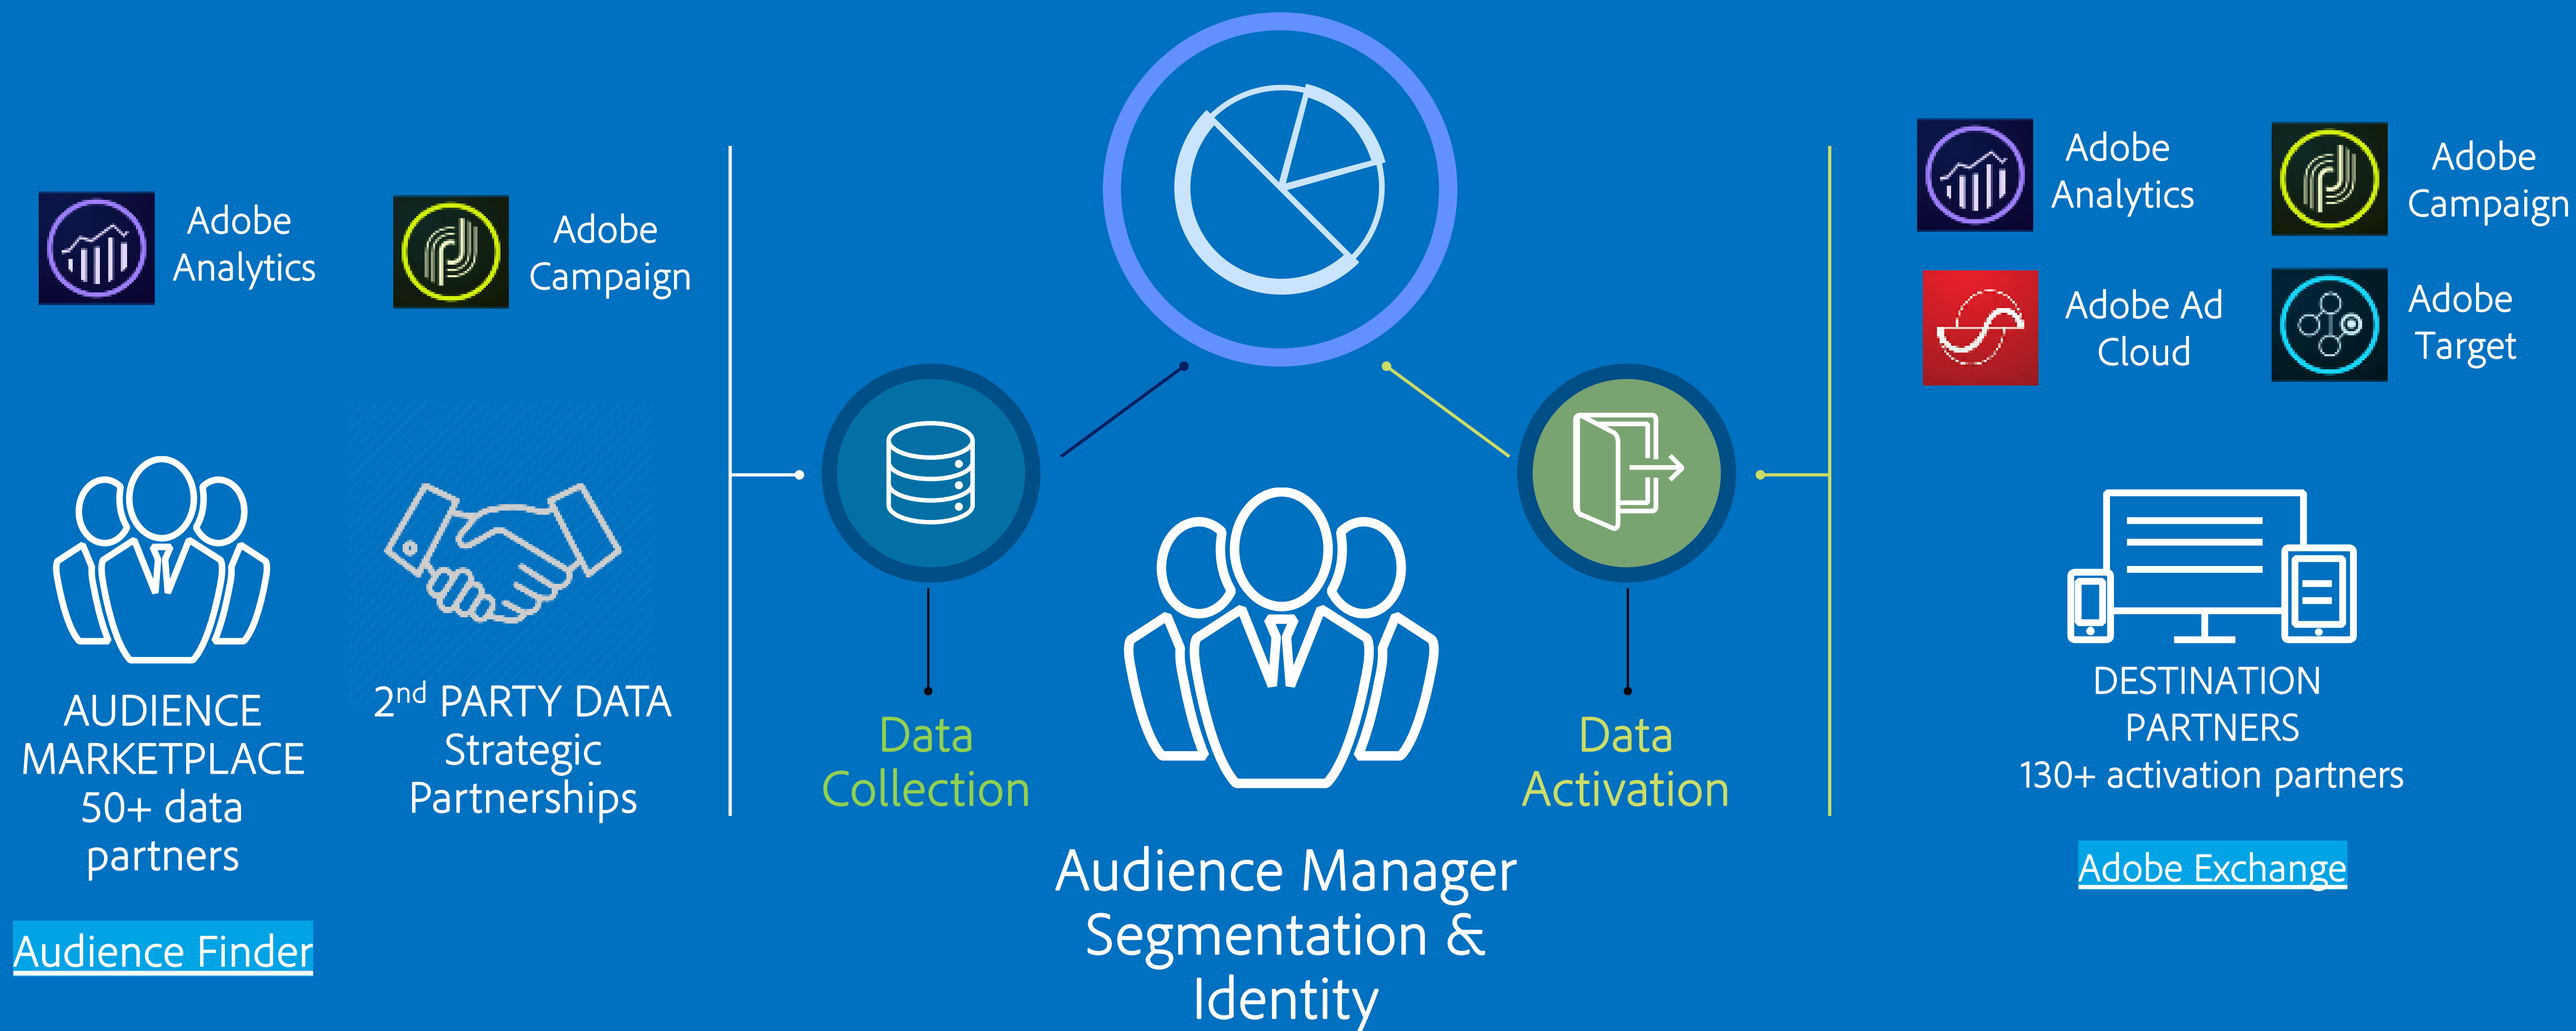 Adobe
Analytics
Adobe
Campaign
AUDIENCE
MARKETPLACE
50+ data
partners
Audience Finder
2nd PARTY DATA
Strategic
Partnerships
Data
Collection
Audience Manager
Segmentation &
Identity
Data
Activation
Adobe
Analytics
Adobe
Campaign
Adobe Ad
Cloud
Adobe
Target
DESTINATION
PARTNERS
130+ activation partners
Adobe Exchange